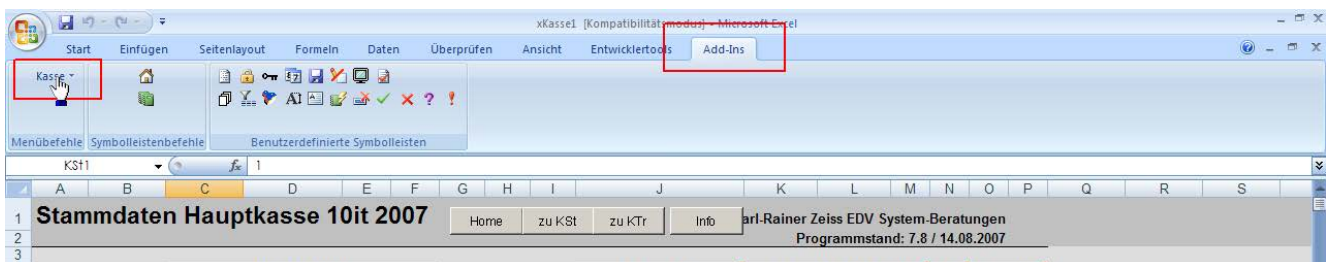 xKasse1 [Kompatibilitätsmodus] - Microsoft Excel
Start Einfügen Seitenlayout Formeln Daten Überprüfen Ansicht Entwicklertools Add-Ins
Kasse
Menübefehle Symbolleistenbefehle Benutzerdefinierte Symbolleisten
KSt1 fx 1
A B C D E F G H I J K L M N O P Q R S
1 Stammdaten Hauptkasse 10it 2007 Home zu KSt zu KTr Info arl-Rainer Zeiss EDV System-Beratungen
2 Programmstand: 7.8 / 14.08.2007
3